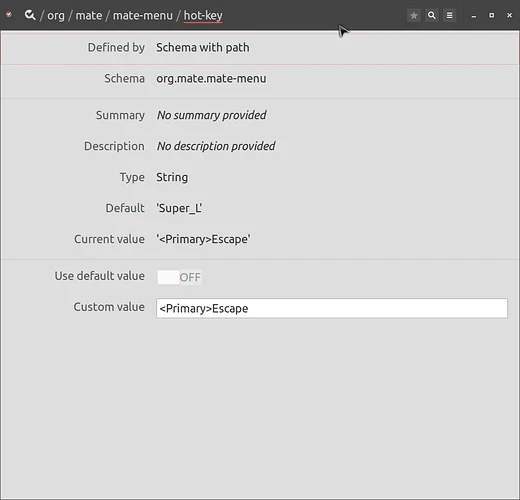 / org / mate / mate-menu / hot-key
Defined by Schema with path
Schema org.mate.mate-menu
Summary No summary provided
Description No description provided
Type String
Default 'Super_L'
Current value '<Primary>Escape'
Use default value OFF
Custom value <Primary>Escape